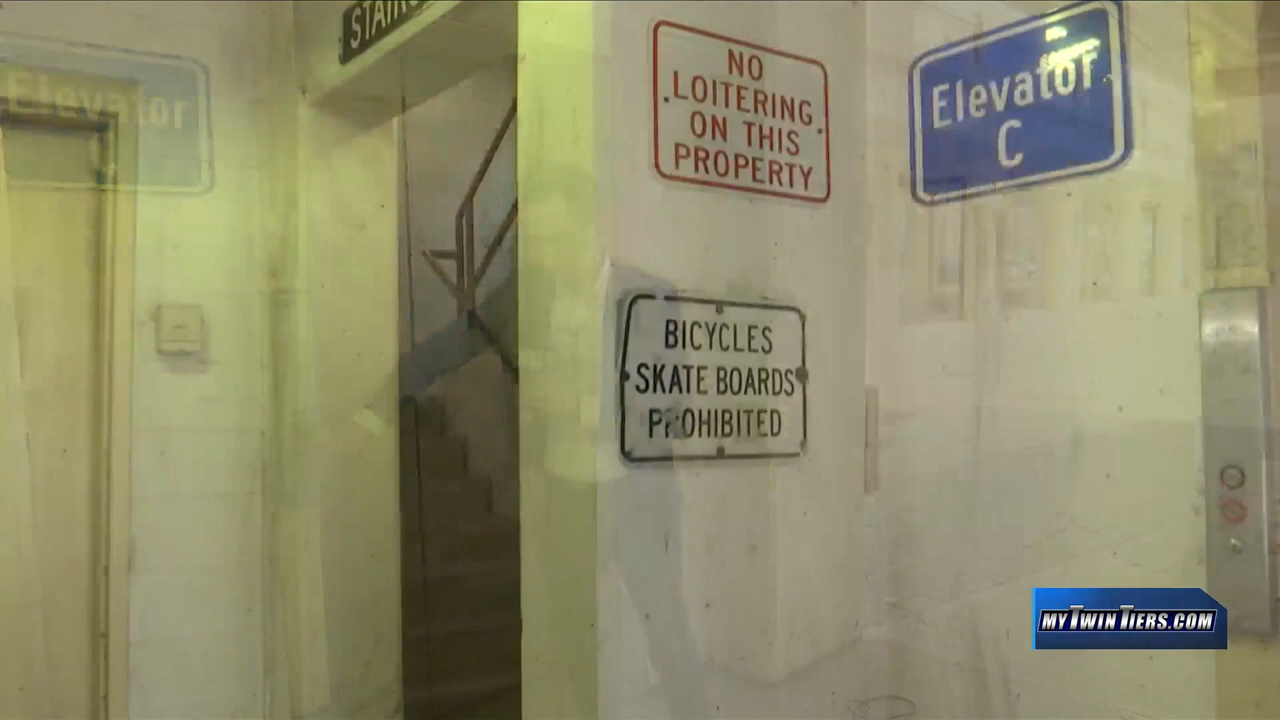 Elevator
NO
LOITERING
ON THIS
PROPERTY
Elevator
C
BICYCLES
SKATE BOARDS
PROHIBITED
MYTWINTIERS.COM